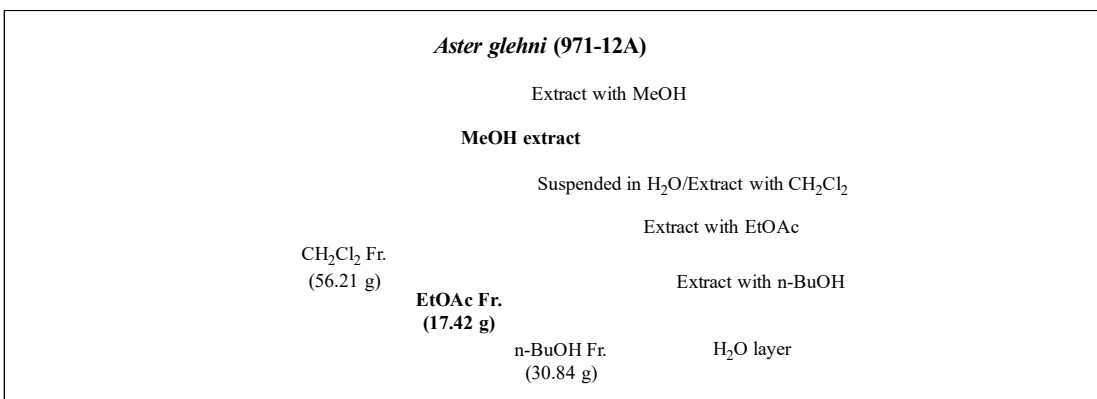 Aster glehni (971-12A)
Extract with MeOH
MeOH extract
Suspended in H₂O/Extract with CH₂Cl₂
Extract with EtOAc
CH₂Cl₂ Fr.
(56.21 g)
Extract with n-BuOH
EtOAc Fr.
(17.42 g)
n-BuOH Fr.
(30.84 g)
H₂O layer